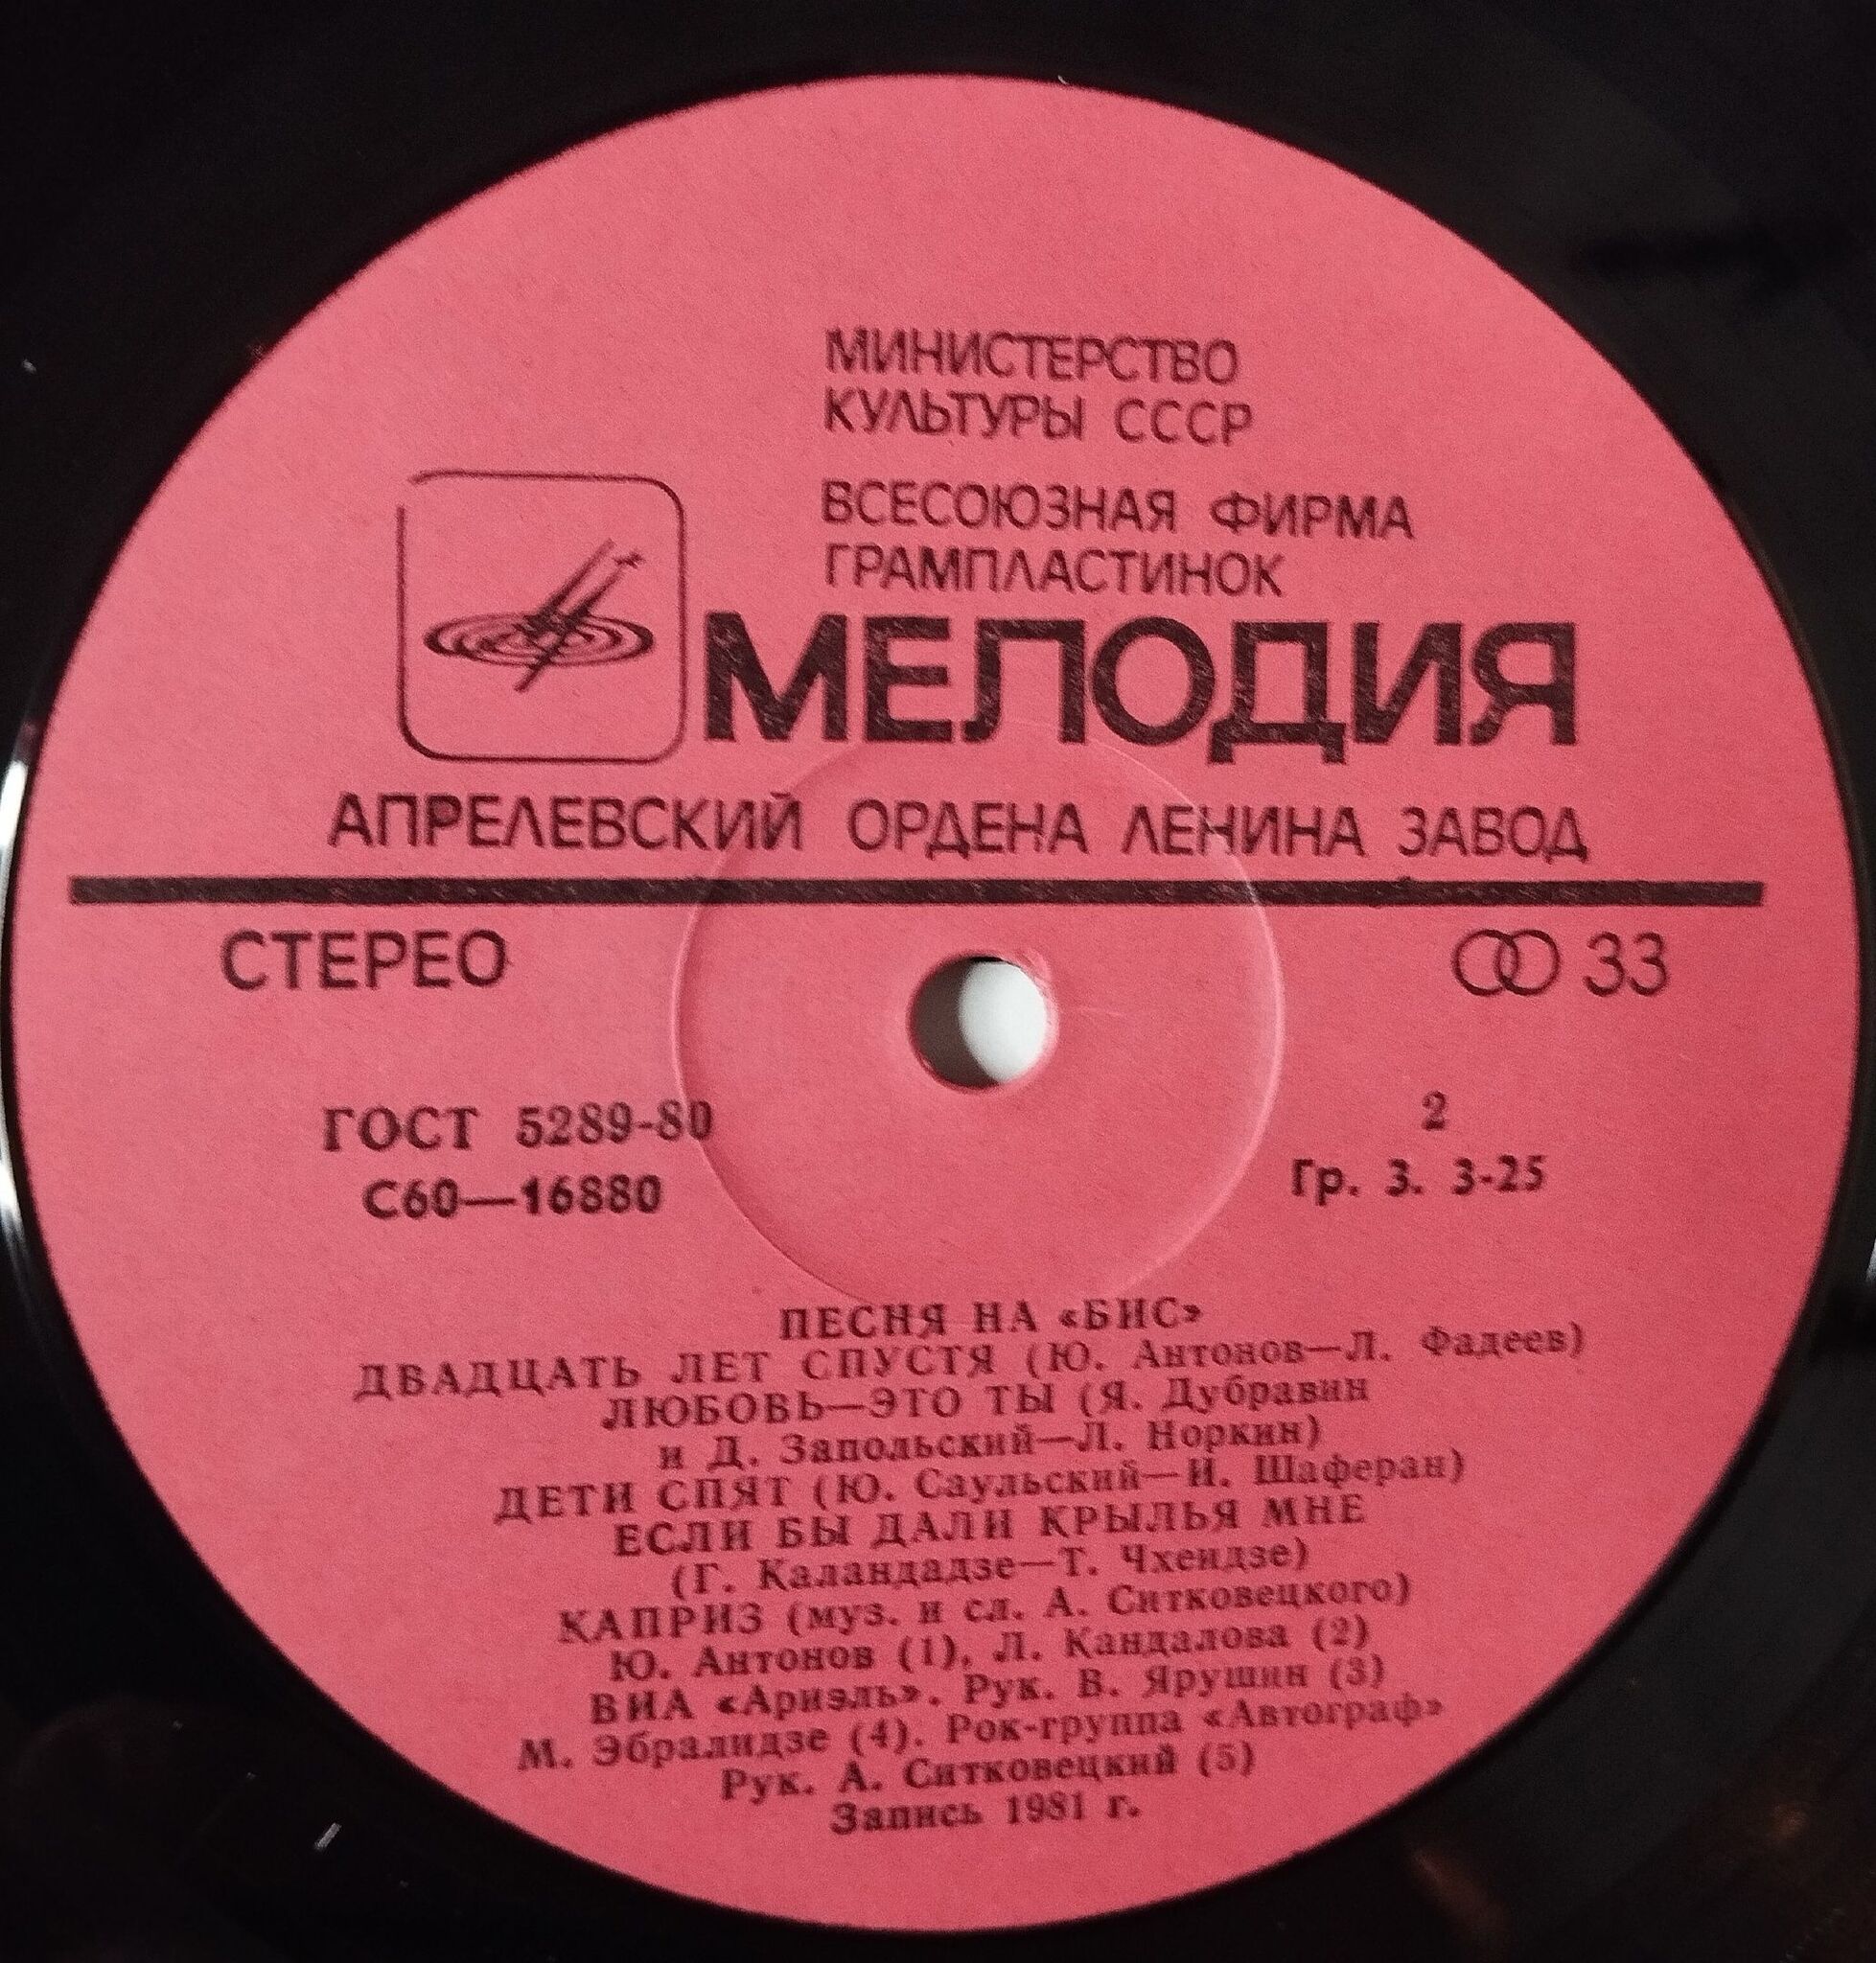 МИНИСТЕРСТВО
КУЛЬТУРЫ СССР
ВСЕСОЮЗНАЯ ФИРМА
ГРАМПЛАСТИНОК
МЕЛОДИЯ
АПРЕЛЕВСКИЙ ОРДЕНА ЛЕНИНА ЗАВОД
СТЕРЕО
33
ГОСТ 5289-80
2
С60—16880
Гр. 3. 3-25
ПЕСНЯ НА «БИС»
ДВАДЦАТЬ ЛЕТ СПУСТЯ (Ю. Антонов—Л. Фадеев)
ЛЮБОВЬ—ЭТО ТЫ (Я. Дубравин
и Д. Запольский—Л. Норкин)
ДЕТИ СПЯТ (Ю. Саульский—И. Шаферан)
ЕСЛИ БЫ ДАЛИ КРЫЛЬЯ МНЕ
(Г. Каландадзе—Т. Чхеидзе)
КАПРИЗ (муз. и сл. А. Ситковецкого)
Ю. Антонов (1), Л. Кандалова (2)
ВИА «Ариэль». Рук. В. Ярушин (3)
М. Эбралидзе (4). Рок-группа «Автограф»
Рук. А. Ситковецкий (5)
Запись 1981 г.